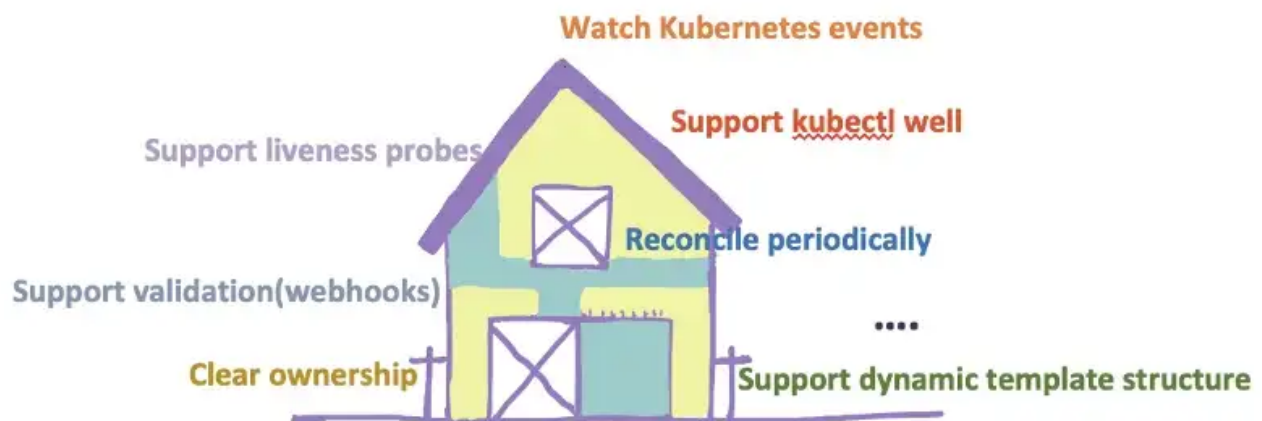 Watch Kubernetes events
Support kubectl well
Support liveness probes
Reconcile periodically
Support validation(webhooks)
....
Clear ownership
Support dynamic template structure